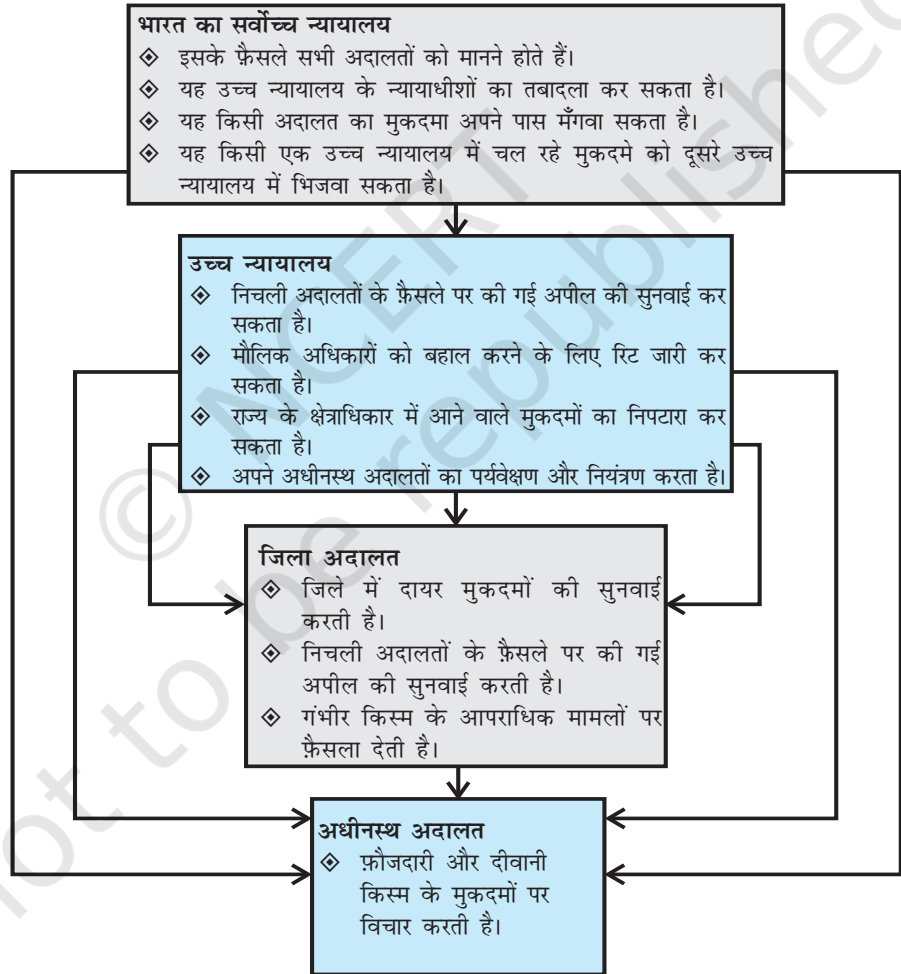 भारत का सर्वोच्च न्यायालय
◈ इसके फ़ैसले सभी अदालतों को मानने होते हैं।
◈ यह उच्च न्यायालय के न्यायाधीशों का तबादला कर सकता है।
◈ यह किसी अदालत का मुकदमा अपने पास मँगवा सकता है।
◈ यह किसी एक उच्च न्यायालय में चल रहे मुकदमे को दूसरे उच्च
न्यायालय में भिजवा सकता है।
उच्च न्यायालय
◈ निचली अदालतों के फ़ैसले पर की गई अपील की सुनवाई कर
सकता है।
◈ मौलिक अधिकारों को बहाल करने के लिए रिट जारी कर
सकता है।
◈ राज्य के क्षेत्राधिकार में आने वाले मुकदमों का निपटारा कर
सकता है।
◈ अपने अधीनस्थ अदालतों का पर्यवेक्षण और नियंत्रण करता है।
जिला अदालत
◈ जिले में दायर मुकदमों की सुनवाई
करती है।
◈ निचली अदालतों के फ़ैसले पर की गई
अपील की सुनवाई करती है।
◈ गंभीर किस्म के आपराधिक मामलों पर
फ़ैसला देती है।
अधीनस्थ अदालत
◈ फ़ौजदारी और दीवानी
किस्म के मुकदमों पर
विचार करती है।
© NCERT
not to be republished